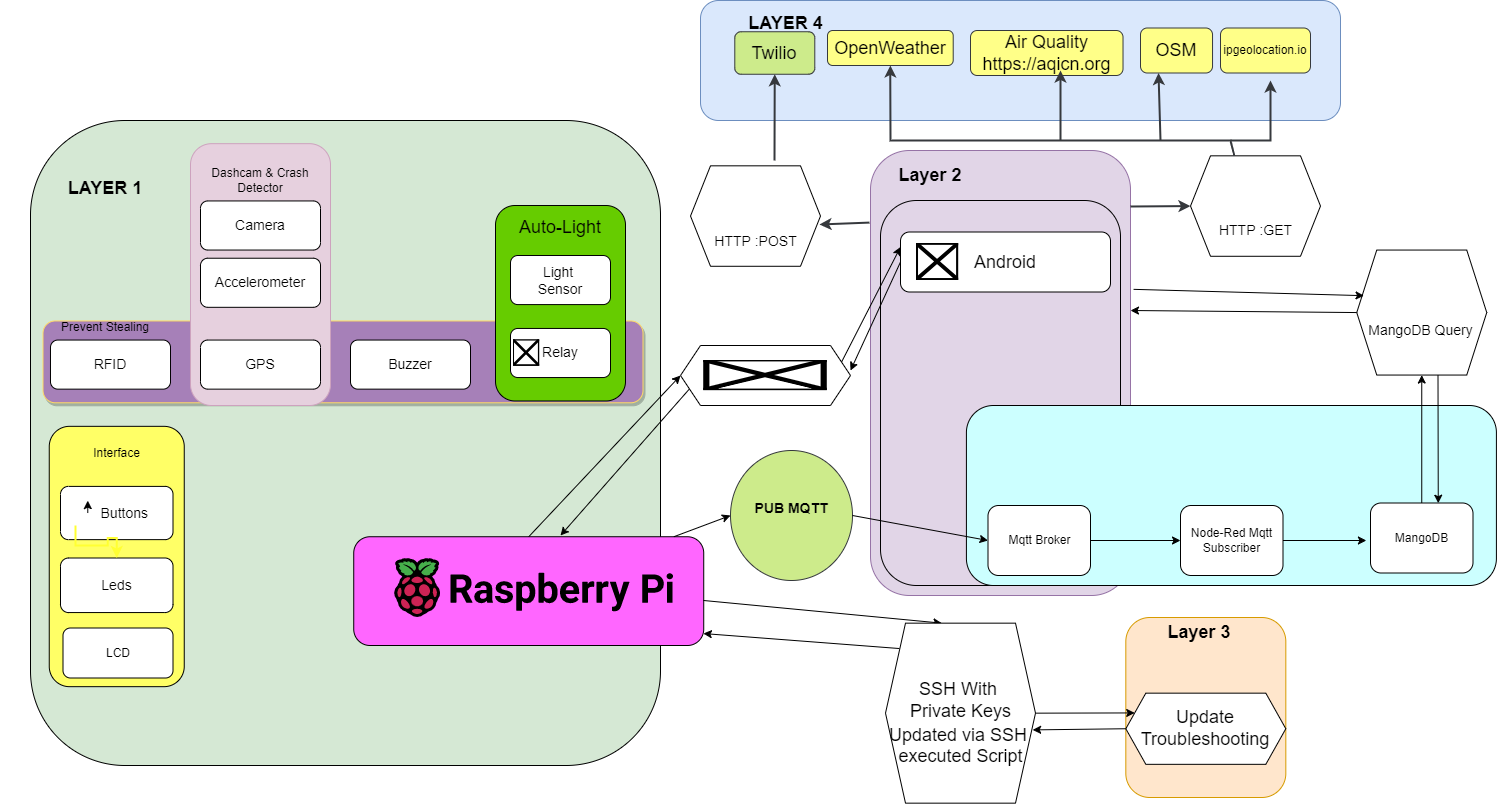 LAYER 4
Twilio
OpenWeather
Air Quality
https://aqicn.org
OSM
ipgeolocation.io
LAYER 1
Dashcam & Crash
Detector
Camera
Accelerometer
Prevent Stealing
RFID
GPS
Buzzer
Auto-Light
Light
Sensor
Relay
Interface
Buttons
Leds
LCD
Raspberry Pi
HTTP :POST
Layer 2
Android
HTTP :GET
MangoDB Query
PUB MQTT
Mqtt Broker
Node-Red Mqtt
Subscriber
MangoDB
SSH With
Private Keys
Updated via SSH
executed Script
Layer 3
Update
Troubleshooting